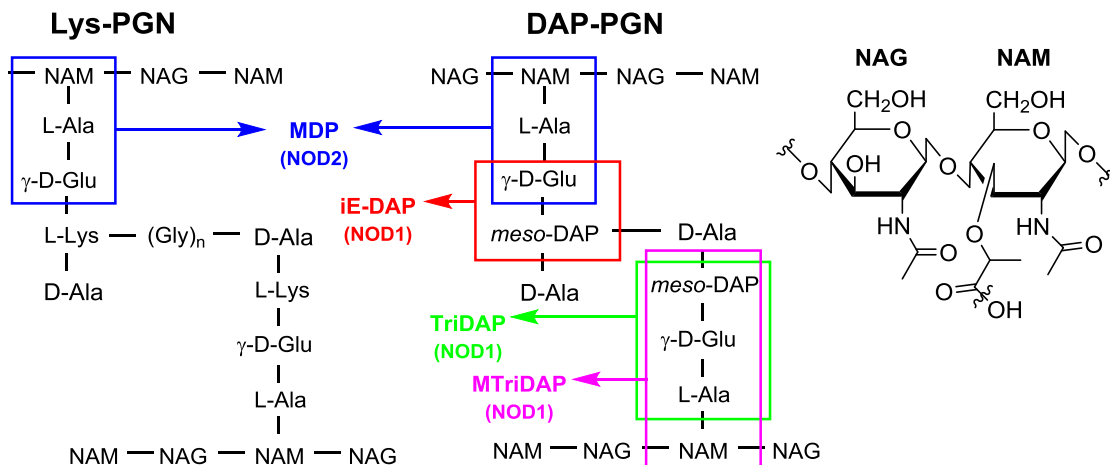 Lys-PGN
NAM — NAG — NAM
L-Ala
γ-D-Glu
L-Lys — (Gly)n — D-Ala
D-Ala
L-Lys
γ-D-Glu
L-Ala
NAM — NAG — NAM — NAG
MDP
(NOD2)
DAP-PGN
NAG — NAM — NAG — NAM
L-Ala
γ-D-Glu
iE-DAP
(NOD1)
meso-DAP — D-Ala
D-Ala
meso-DAP
TriDAP
(NOD1)
γ-D-Glu
MTriDAP
(NOD1)
L-Ala
NAM — NAG — NAM — NAG
NAG NAM
CH2OH CH2OH
O O O
O OH O O
O NH O NH
O O
O OH